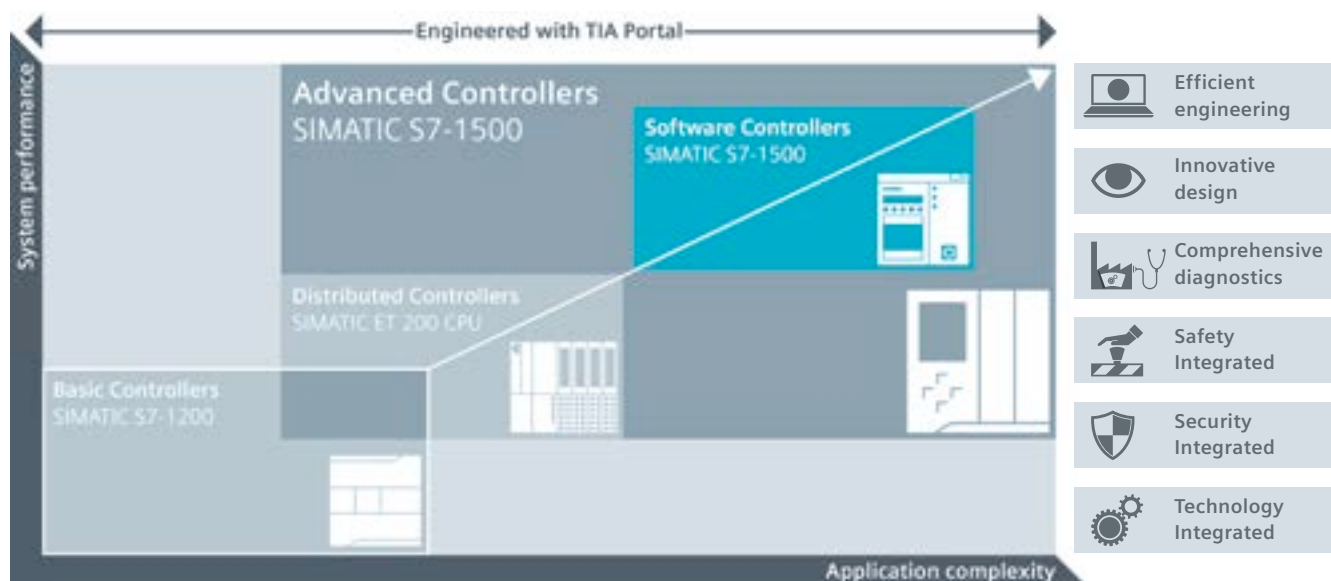 Engineered with TIA Portal
System performance
Advanced Controllers
SIMATIC S7-1500
Software Controllers
SIMATIC S7-1500
Distributed Controllers
SIMATIC ET 200 CPU
Basic Controllers
SIMATIC S7-1200
Application complexity
Efficient
engineering
Innovative
design
Comprehensive
diagnostics
Safety
Integrated
Security
Integrated
Technology
Integrated